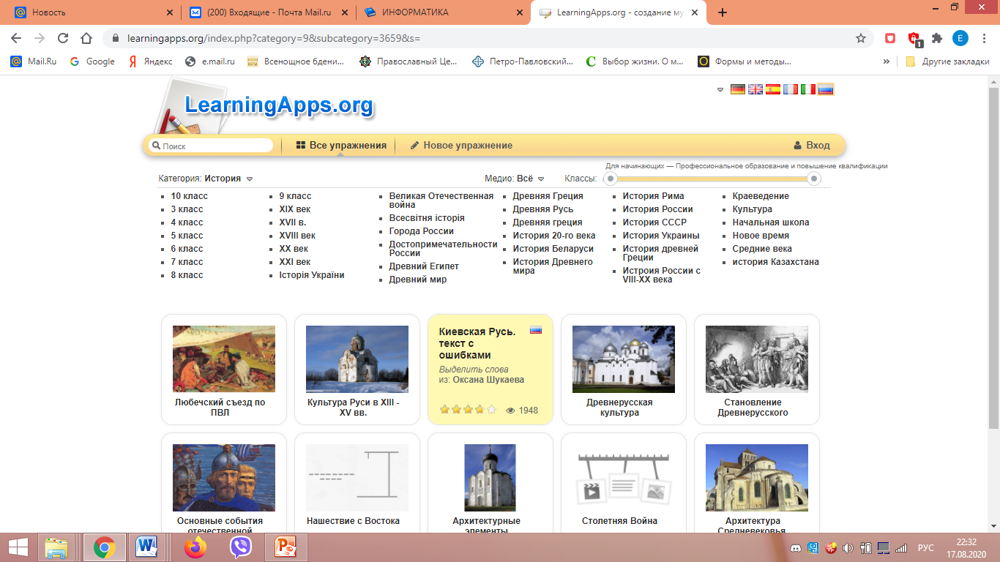 Новость
(200) Входящие - Почта Mail.ru
ИНФОРМАТИКА
LearningApps.org - создание му
learningapps.org/index.php?category=9&subcategory=3659&s=
E
1
Mail.Ru
Google
Яндекс
e.mail.ru
Всенощное бдени...
Православный Це...
Петро-Павловский...
Выбор жизни. О м...
Формы и методы...
»
Другие закладки
LearningApps.org
Поиск
Все упражнения
Новое упражнение
Вход
Для начинающих — Профессиональное образование и повышение квалификации
Категория: История
Медио: Всё
Классы:
10 класс
3 класс
4 класс
5 класс
6 класс
7 класс
8 класс
9 класс
XIX век
XVII в.
XVIII век
XX век
XXI век
Історія України
Великая Отечественная
война
Всесвітня історія
Города России
Достопримечательности
России
Древний Египет
Древний мир
Древняя Греция
Древняя Русь
Древняя греция
История 20-го века
История Беларуси
История Древнего
мира
История Рима
История России
История СССР
История Украины
История древней
Греции
Истроия России с
VIII-XX века
Краеведение
Культура
Начальная школа
Новое время
Средние века
история Казахстана
Любечский съезд по
ПВЛ
Культура Руси в XIII -
XV вв.
Киевская Русь.
текст с
ошибками
Выделить слова
из: Оксана Шукаева
1948
Древнерусская
культура
Становление
Древнерусского
Основные события
отечественной
Нашествие с Востока
Архитектурные
элементы
Столетняя Война
Архитектура
Средневековья
РУС
22:32
17.08.2020